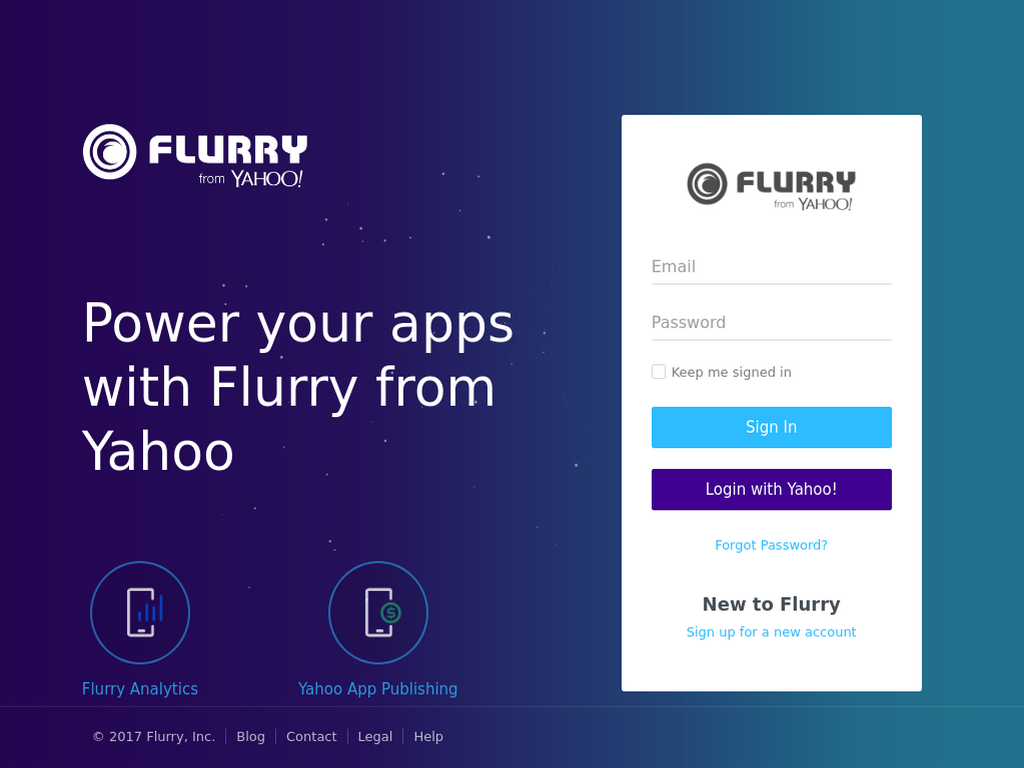 FLURRY
from YAHOO!
Power your apps
with Flurry from
Yahoo
Flurry Analytics
Yahoo App Publishing
FLURRY
from YAHOO!
Email
Password
Keep me signed in
Sign In
Login with Yahoo!
Forgot Password?
New to Flurry
Sign up for a new account
© 2017 Flurry, Inc. Blog Contact Legal Help